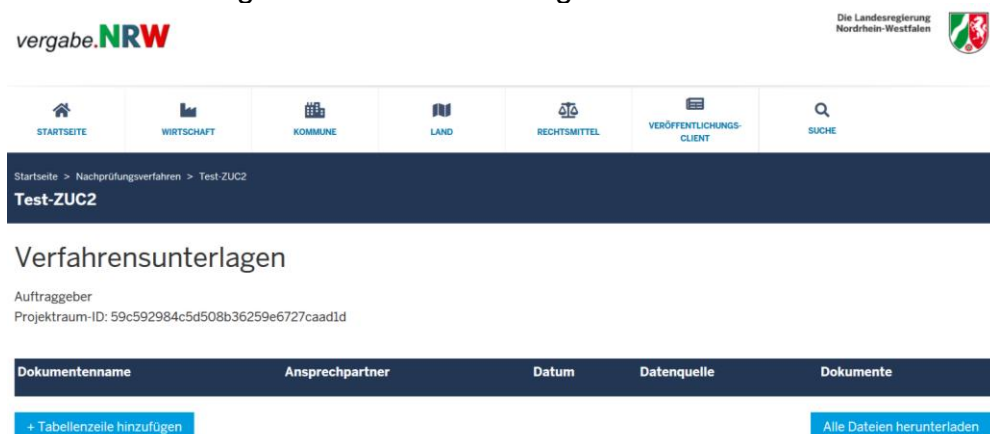 vergabe.NRW
Die Landesregierung
Nordrhein-Westfalen
STARTSEITE
WIRTSCHAFT
KOMMUNE
LAND
RECHTSMITTEL
VERÖFFENTLICHUNGS-
CLIENT
SUCHE
Startseite > Nachprüfungsverfahren > Test-ZUC2
Test-ZUC2
Verfahrensunterlagen
Auftraggeber
Projektraum-ID: 59c592984c5d508b36259e6727caad1d
Dokumentenname Ansprechpartner Datum Datenquelle Dokumente
+ Tabellenzeile hinzufügen Alle Dateien herunterladen